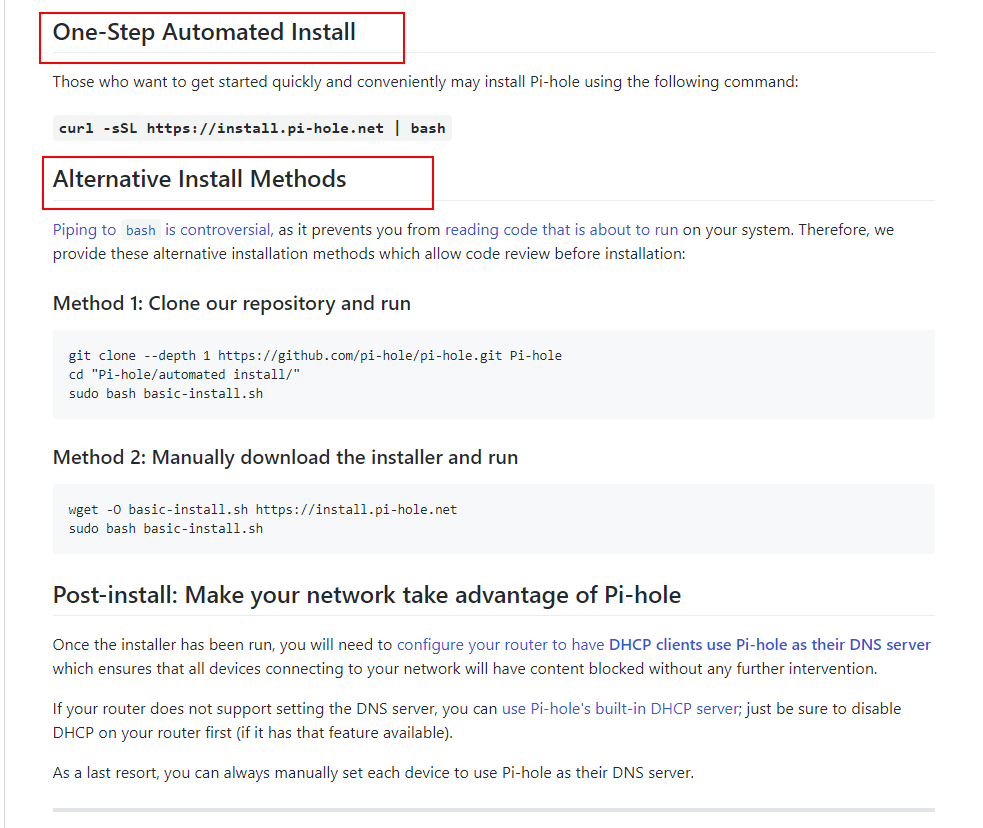 One-Step Automated Install
Those who want to get started quickly and conveniently may install Pi-hole using the following command:
curl -sSL https://install.pi-hole.net | bash
Alternative Install Methods
Piping to bash is controversial, as it prevents you from reading code that is about to run on your system. Therefore, we
provide these alternative installation methods which allow code review before installation:
Method 1: Clone our repository and run
git clone --depth 1 https://github.com/pi-hole/pi-hole.git Pi-hole
cd "Pi-hole/automated install/"
sudo bash basic-install.sh
Method 2: Manually download the installer and run
wget -O basic-install.sh https://install.pi-hole.net
sudo bash basic-install.sh
Post-install: Make your network take advantage of Pi-hole
Once the installer has been run, you will need to configure your router to have DHCP clients use Pi-hole as their DNS server
which ensures that all devices connecting to your network will have content blocked without any further intervention.
If your router does not support setting the DNS server, you can use Pi-hole's built-in DHCP server; just be sure to disable
DHCP on your router first (if it has that feature available).
As a last resort, you can always manually set each device to use Pi-hole as their DNS server.